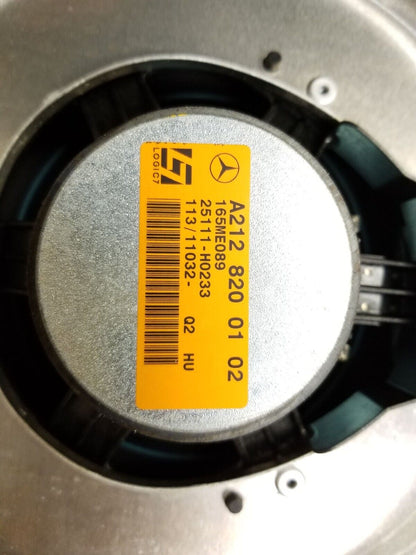 LOGIC7
A212 820 01 02
165ME089
25111-H0233
113/11032- Q2 HU